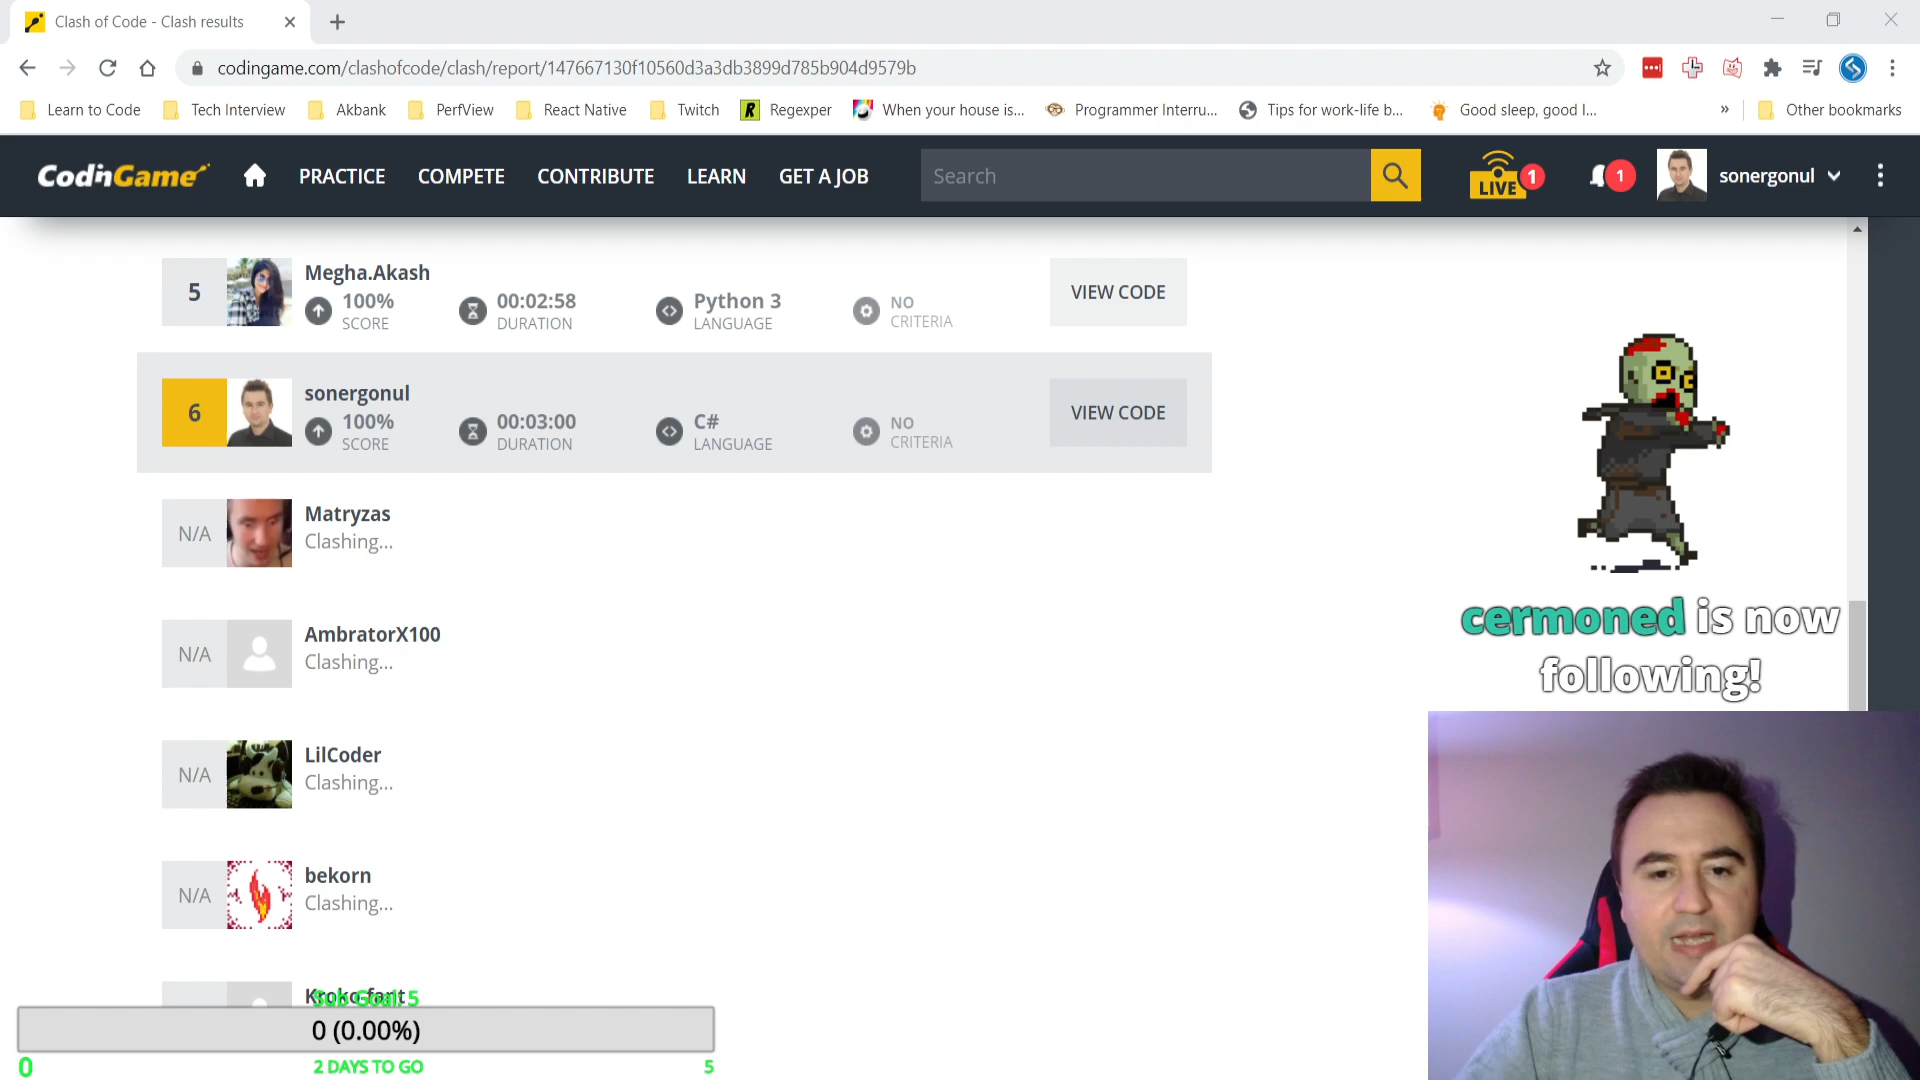 Clash of Code - Clash results
codingame.com/clashofcode/clash/report/147667130f10560d3a3db3899d785b904d9579b
Learn to Code Tech Interview Akbank PerfView React Native Twitch Regexper When your house is... Programmer Interru... Tips for work-life b... Good sleep, good l... » Other bookmarks
CodinGame PRACTICE COMPETE CONTRIBUTE LEARN GET A JOB Search LIVE 1 1 sonergonul
5
Megha.Akash
100% 00:02:58 Python 3 NO
SCORE DURATION LANGUAGE CRITERIA
VIEW CODE
6
sonergonul
100% 00:03:00 C# NO
SCORE DURATION LANGUAGE CRITERIA
VIEW CODE
N/A
Matryzas
Clashing...
N/A
AmbratorX100
Clashing...
N/A
LilCoder
Clashing...
N/A
bekorn
Clashing...
Sub Goal: 5
0 (0.00%)
0 2 DAYS TO GO 5
cermoned is now
following!